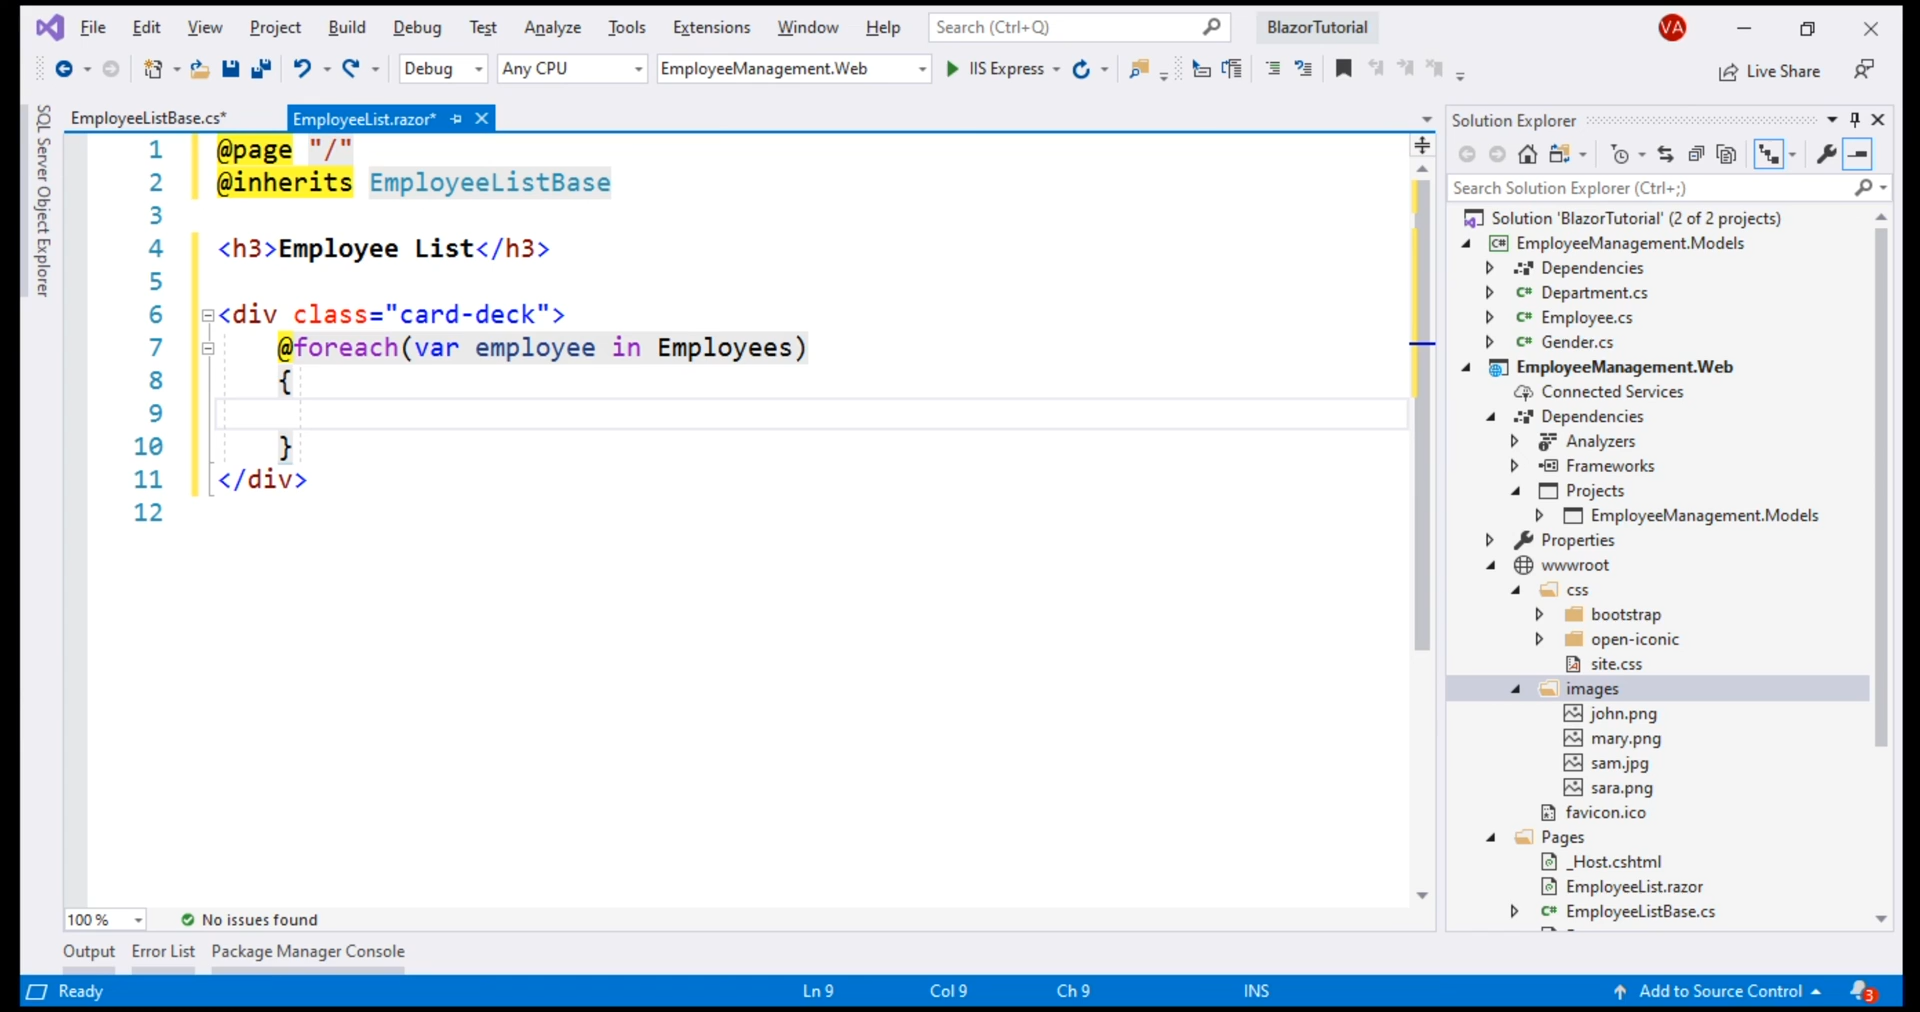 File Edit View Project Build Debug Test Analyze Tools Extensions Window Help Search (Ctrl+Q) BlazorTutorial VA
Debug Any CPU EmployeeManagement.Web IIS Express Live Share
SQL Server Object Explorer
EmployeeListBase.cs* EmployeeList.razor*
1 @page "/"
2 @inherits EmployeeListBase
3
4 <h3>Employee List</h3>
5
6 <div class="card-deck">
7 @foreach(var employee in Employees)
8 {
9
10 }
11 </div>
12
100 % No issues found
Output Error List Package Manager Console
Solution Explorer
Search Solution Explorer (Ctrl+;)
Solution 'BlazorTutorial' (2 of 2 projects)
C# EmployeeManagement.Models
Dependencies
C# Department.cs
C# Employee.cs
C# Gender.cs
EmployeeManagement.Web
Connected Services
Dependencies
Analyzers
Frameworks
Projects
EmployeeManagement.Models
Properties
wwwroot
css
bootstrap
open-iconic
site.css
images
john.png
mary.png
sam.jpg
sara.png
favicon.ico
Pages
_Host.cshtml
EmployeeList.razor
C# EmployeeListBase.cs
Ready Ln 9 Col 9 Ch 9 INS Add to Source Control 3